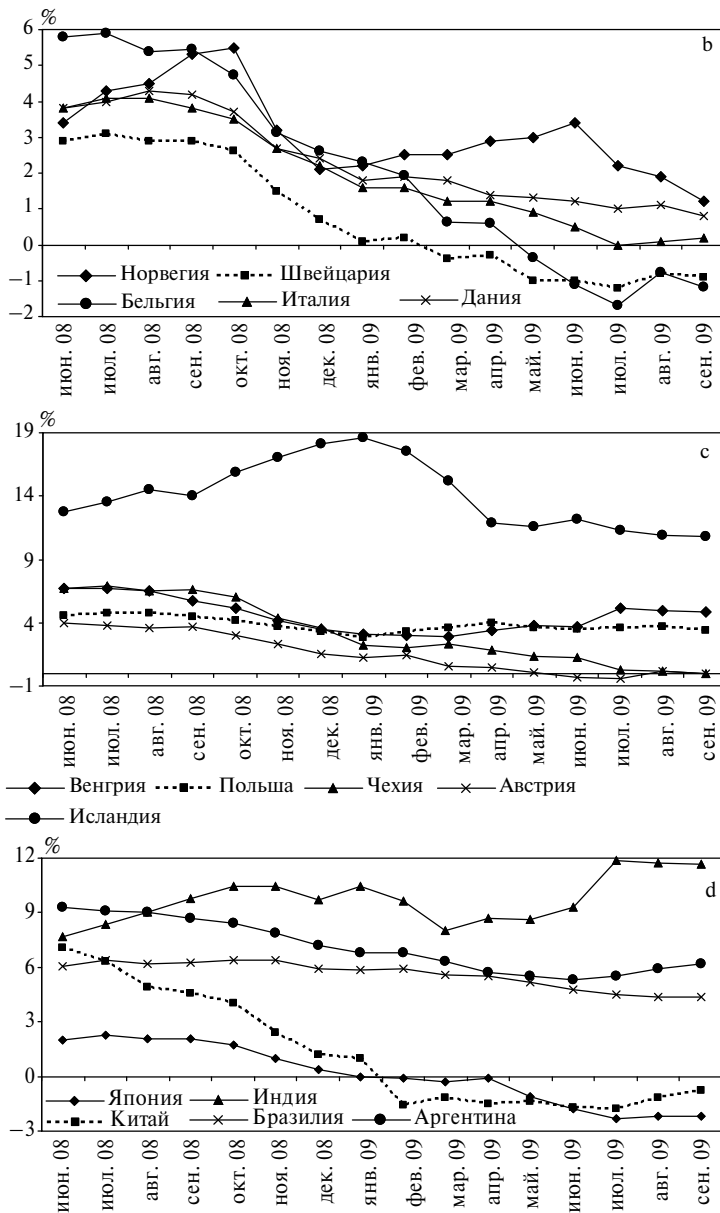 %
b
6
5
4
3
2
1
0
−1
−2
Норвегия Швейцария
Бельгия Италия Дания
июн. 08 июл. 08 авг. 08 сен. 08 окт. 08 ноя. 08 дек. 08 янв. 09 фев. 09 мар. 09 апр. 09 май. 09 июн. 09 июл. 09 авг. 09 сен. 09
%
c
19
14
9
4
−1
июн. 08 июл. 08 авг. 08 сен. 08 окт. 08 ноя. 08 дек. 08 янв. 09 фев. 09 мар. 09 апр. 09 май. 09 июн. 09 июл. 09 авг. 09 сен. 09
Венгрия Польша Чехия Австрия
Исландия
%
d
12
9
6
3
0
−3
Япония Индия
Китай Бразилия Аргентина
июн. 08 июл. 08 авг. 08 сен. 08 окт. 08 ноя. 08 дек. 08 янв. 09 фев. 09 мар. 09 апр. 09 май. 09 июн. 09 июл. 09 авг. 09 сен. 09